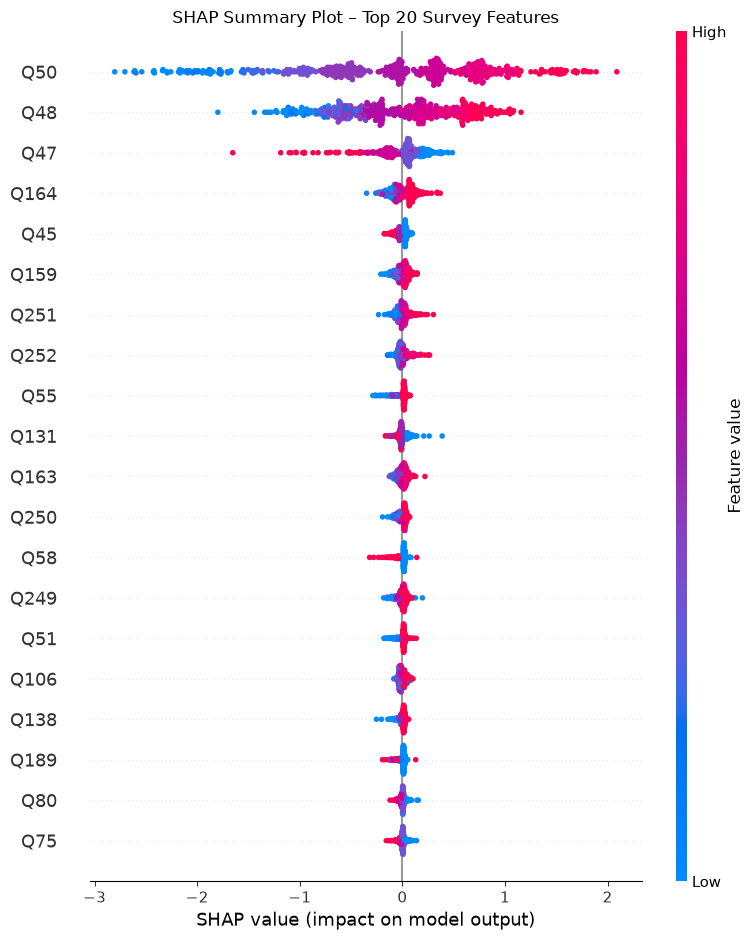 SHAP Summary Plot – Top 20 Survey Features
High
Q50
Q48
Q47
Q164
Q45
Q159
Q251
Q252
Q55
Q131
Q163
Q250
Q58
Q249
Q51
Q106
Q138
Q189
Q80
Q75
Feature value
Low
−3 −2 −1 0 1 2
SHAP value (impact on model output)